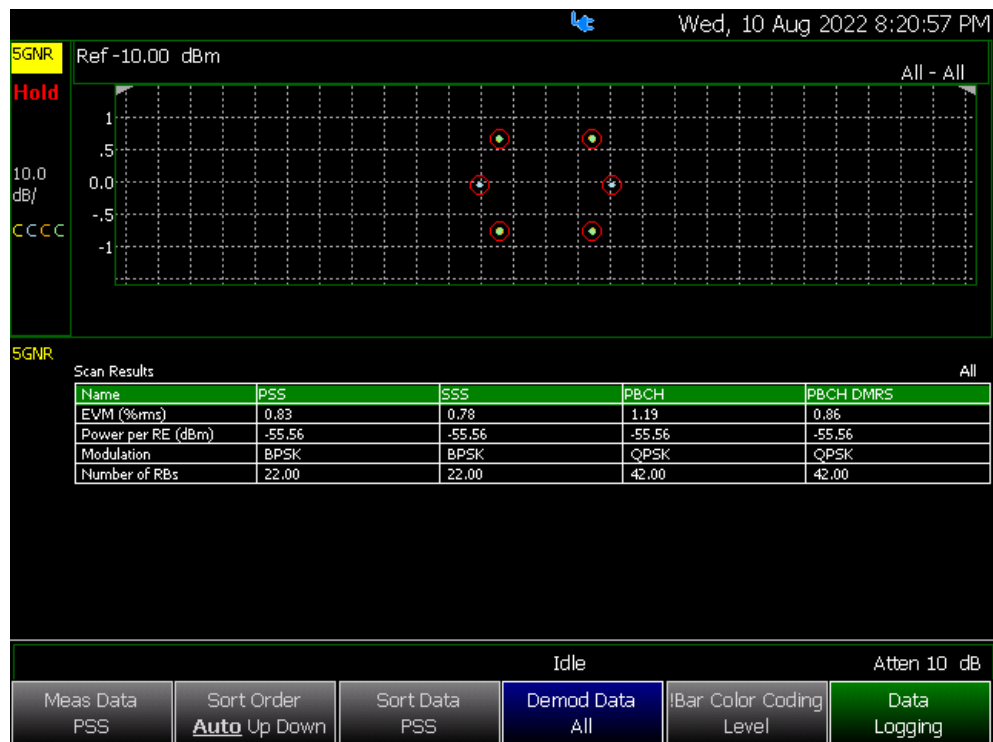 Wed, 10 Aug 2022 8:20:57 PM
5GNR
Ref -10.00 dBm
All - All
Hold
1
.5
10.0
dB/
0.0
-.5
CCCC
-1
5GNR
Scan Results All
Name PSS SSS PBCH PBCH DMRS
EVM (%rms) 0.83 0.78 1.19 0.86
Power per RE (dBm) -55.56 -55.56 -55.56 -55.56
Modulation BPSK BPSK QPSK QPSK
Number of RBs 22.00 22.00 42.00 42.00
Idle Atten 10 dB
Meas Data Sort Order Sort Data Demod Data !Bar Color Coding Data
PSS Auto Up Down PSS All Level Logging